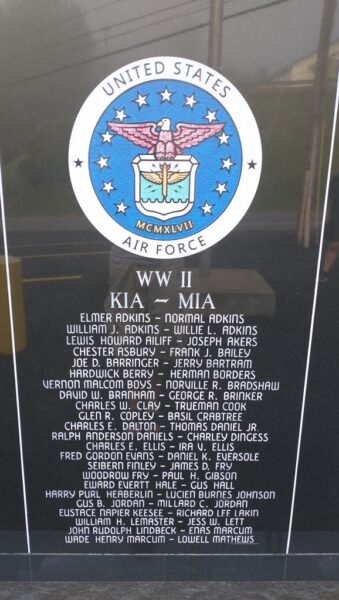 UNITED STATES
MCMXLVII
AIR FORCE
WW II
KIA ~ MIA
ELMER ADKINS – NORMAL ADKINS
WILLIAM J. ADKINS – WILLIE L. ADKINS
LEWIS HOWARD AILIFF – JOSEPH AKERS
CHESTER ASBURY – FRANK J. BAILEY
JOE D. BARRINGER – JERRY BARTRAM
HARDWICK BERRY – HERMAN BORDERS
VERNON MALCOM BOYS – NORVILLE R. BRADSHAW
DAVID W. BRANHAM – GEORGE R. BRINKER
CHARLES W. CLAY – TRUEMAN COOK
GLEN R. COPLEY – BASIL CRABTREE
CHARLES E. DALTON – THOMAS DANIEL JR.
RALPH ANDERSON DANIELS – CHARLEY DINGESS
CHARLES E. ELLIS – IRA V. ELLIS
FRED GORDON EVANS – DANIEL K. EVERSOLE
SEIBERN FINLEY – JAMES D. FRY
WOODROW FRY – PAUL H. GIBSON
EWARD EVERTT HALE – GUS HALL
HARRY PURL HEABERLIN – LUCIEN BURNES JOHNSON
GUS B. JORDAN – MILLARD C. JORDAN
EUSTACE NAPIER KEESEE – RICHARD LEE LAKIN
WILLIAM H. LEMASTER – JESS W. LETT
JOHN RUDOLPH LINDBECK – ENAS MARCUM
WADE HENRY MARCUM – LOWELL MATHEWS